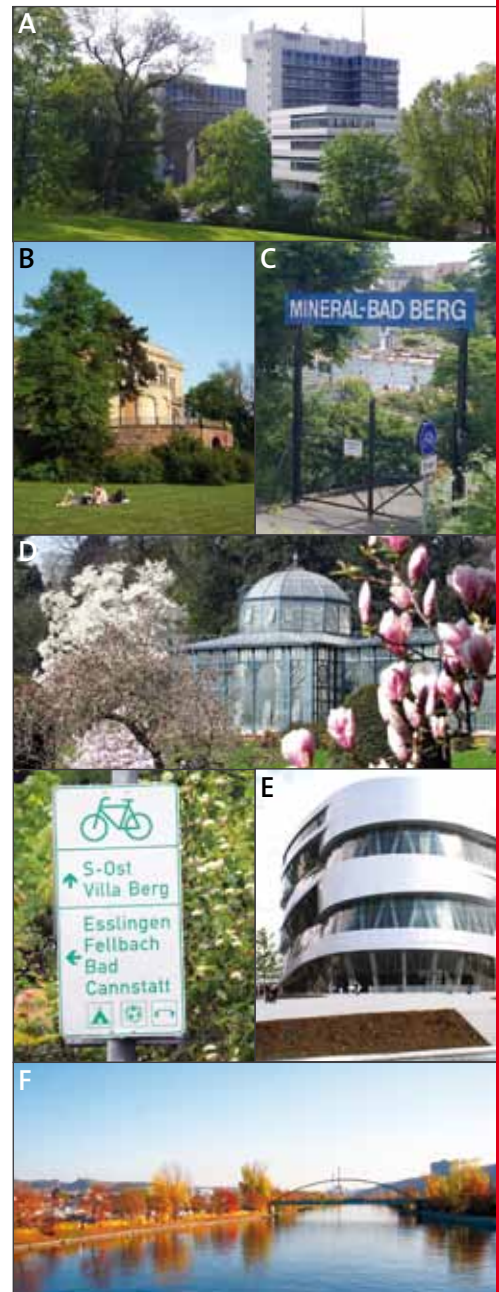 A
B
C
MINERAL-BAD BERG
D
S-Ost
Villa Berg
Esslingen
Fellbach
Bad
Cannstatt
E
F